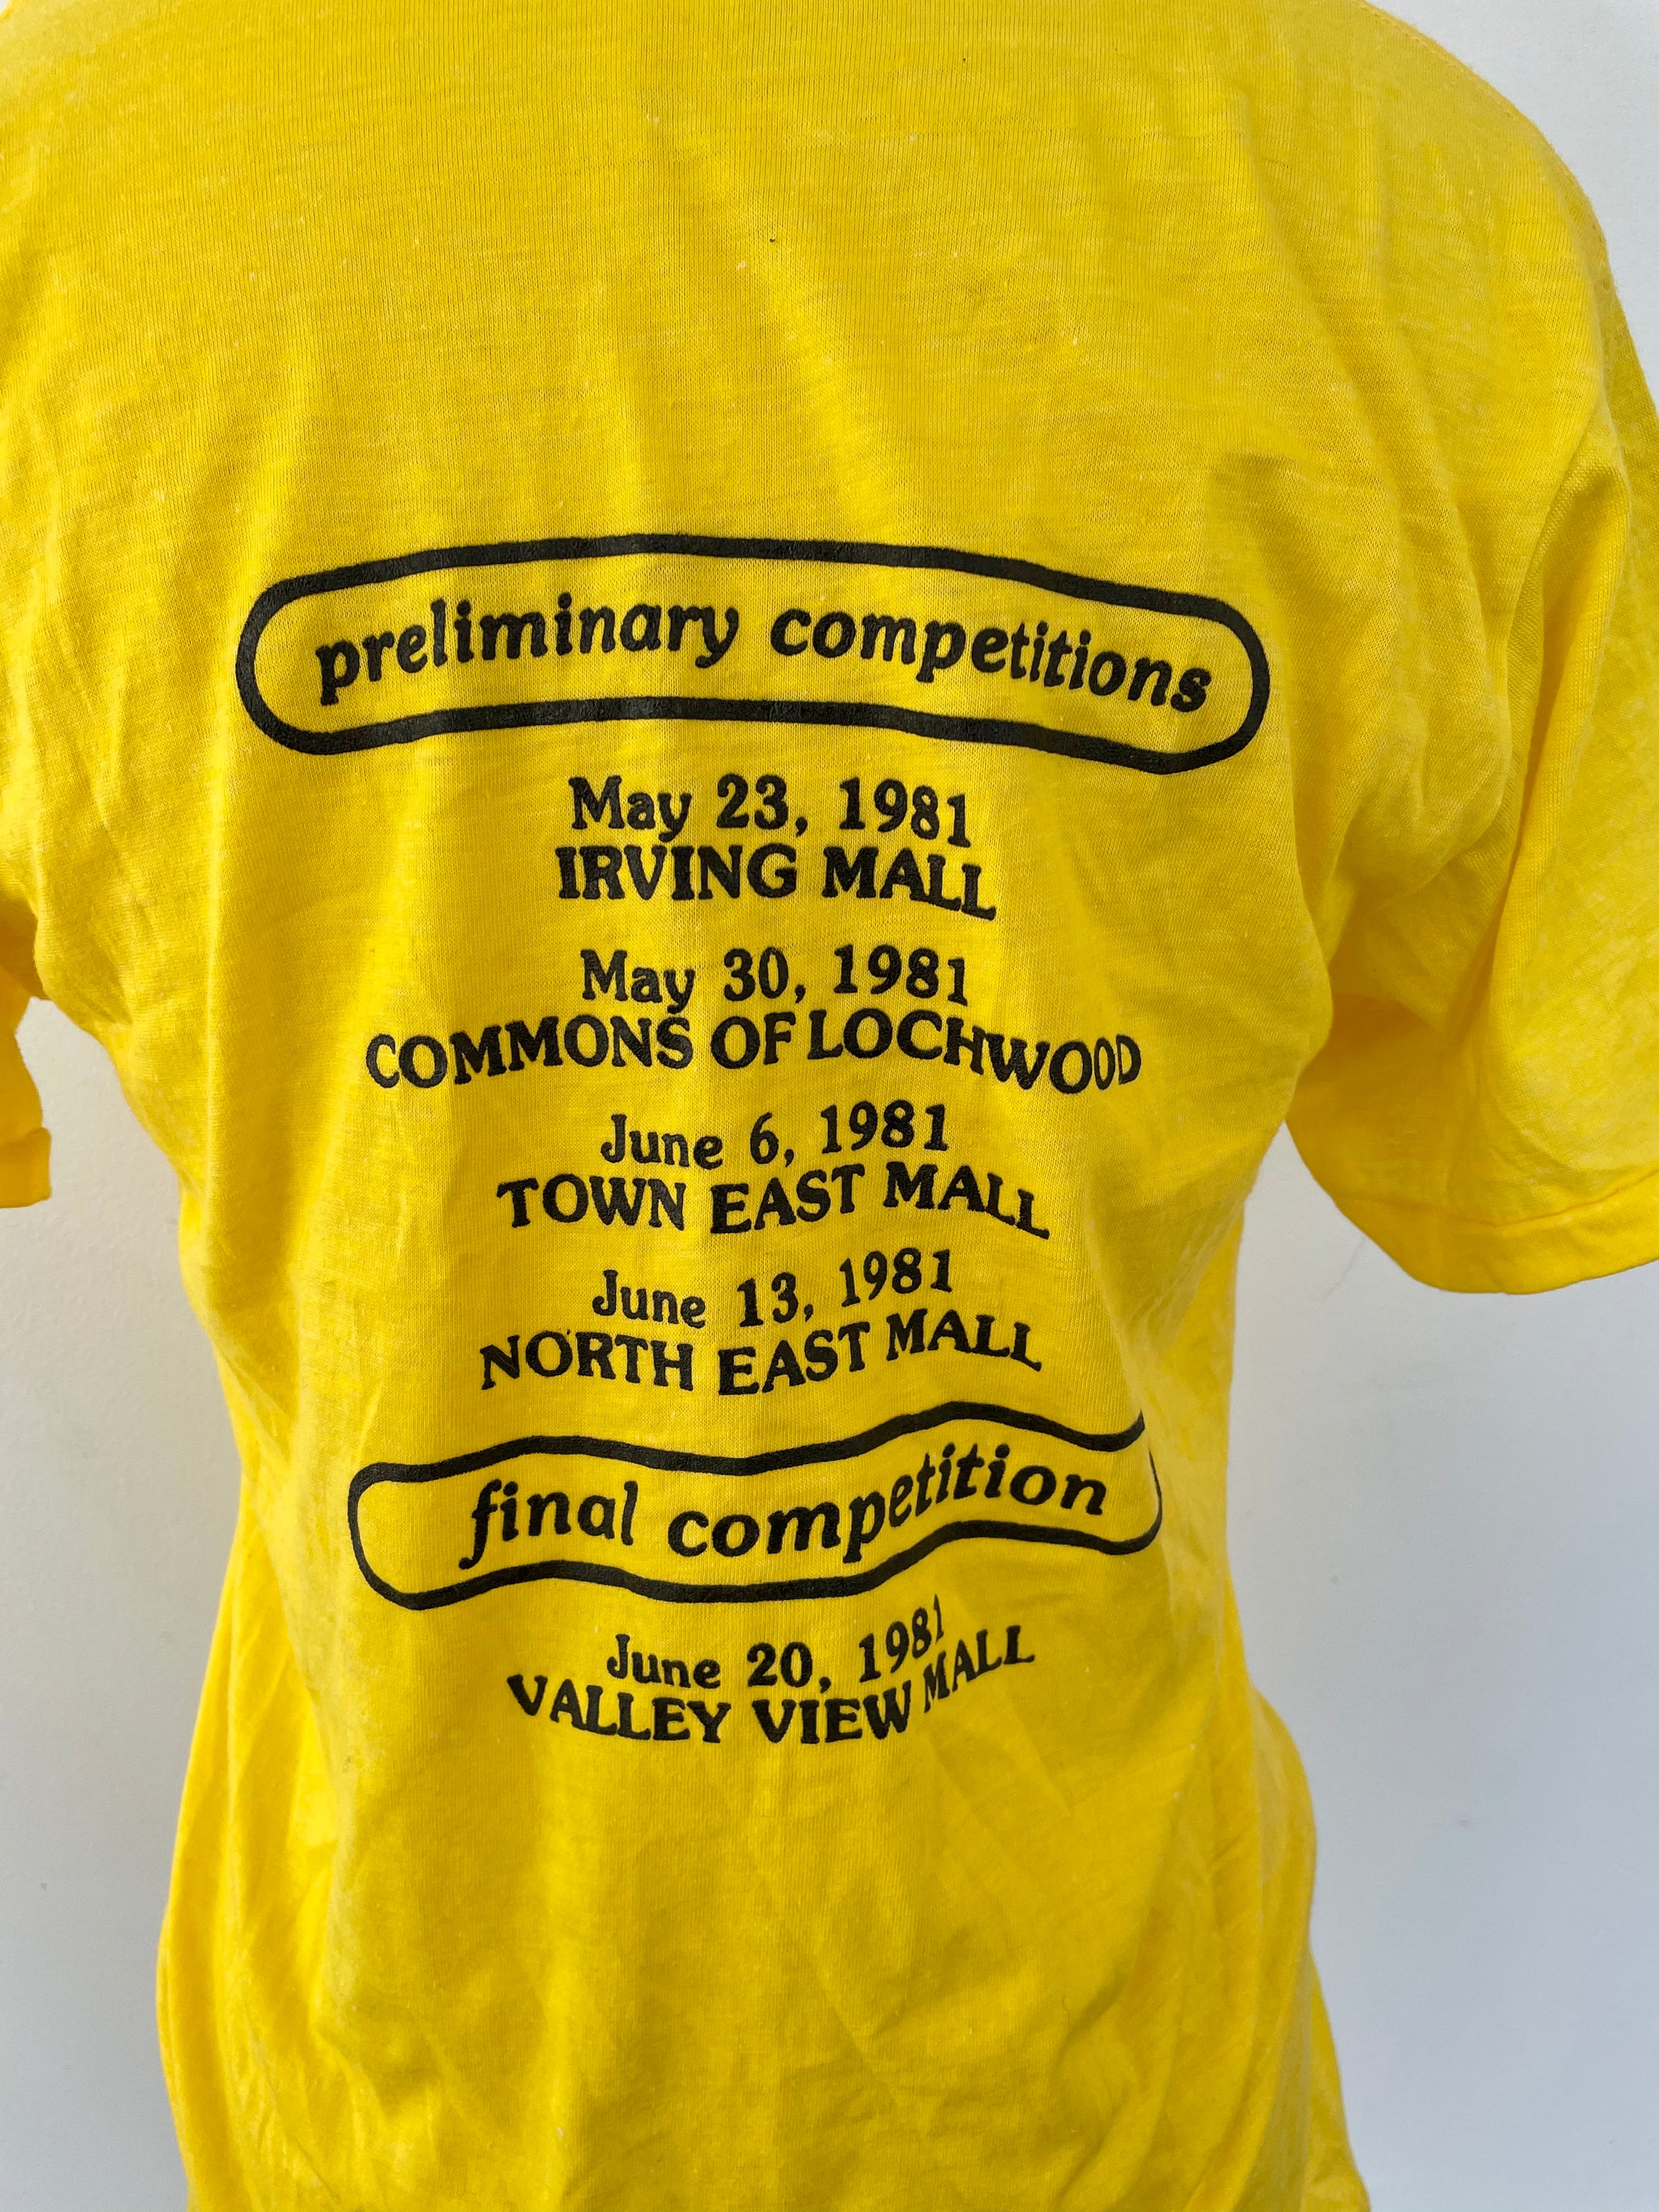 preliminary competitions
May 23, 1981
IRVING MALL
May 30, 1981
COMMONS OF LOCHWOOD
June 6, 1981
TOWN EAST MALL
June 13, 1981
NORTH EAST MALL
final competition
June 20, 1981
VALLEY VIEW MALL